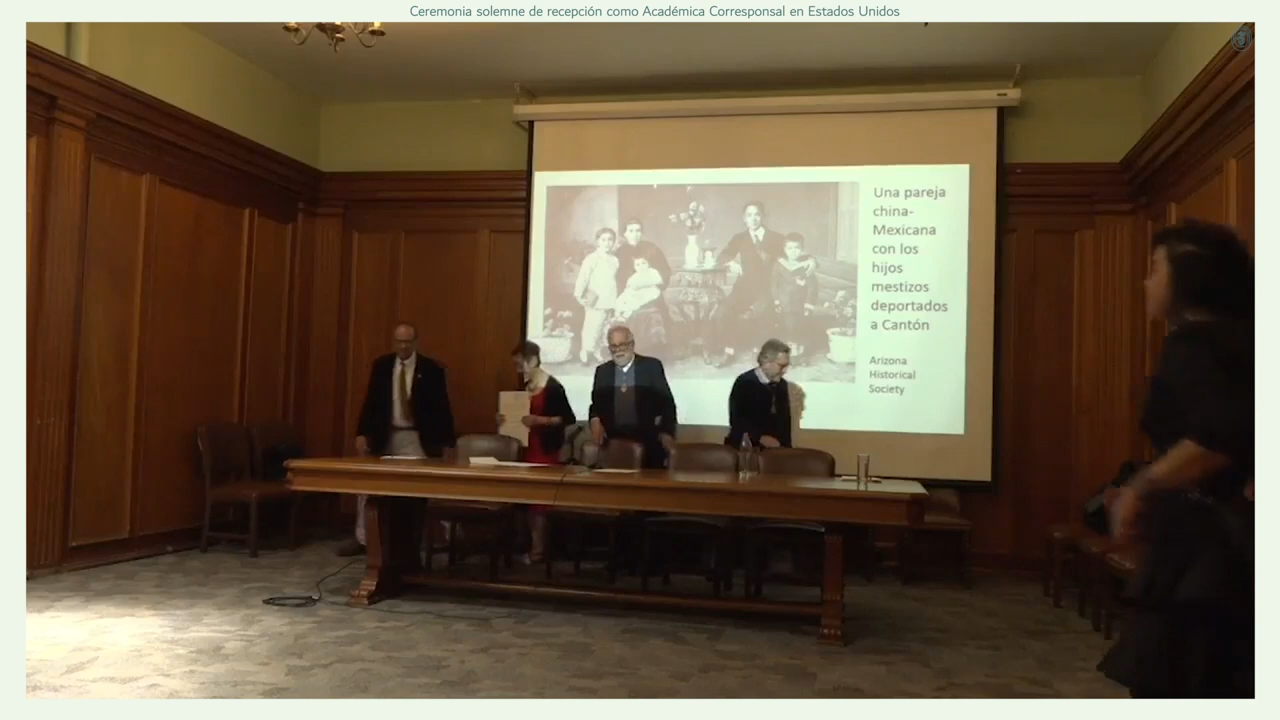 Ceremonia solemne de recepción como Académica Corresponsal en Estados Unidos
Una pareja
china-
Mexicana
con los
hijos
mestizos
deportados
a Cantón
Arizona
Historical
Society